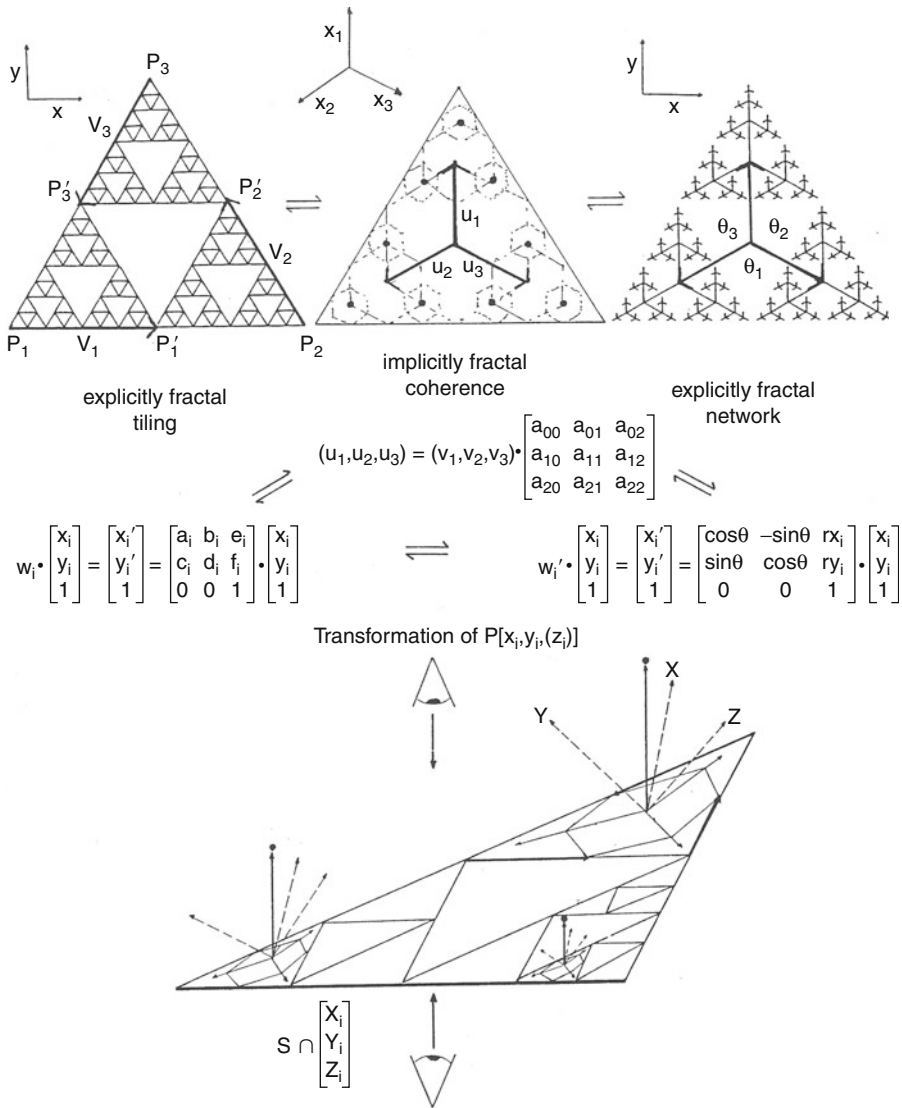 y
x
P₃
V₃
P₃′
P₂′
V₂
P₁
V₁
P₁′
P₂
x₁
x₂
x₃
u₁
u₂
u₃
y
x
θ₃
θ₂
θ₁
⇌
⇌
explicitly fractal
tiling
implicitly fractal
coherence
explicitly fractal
network
(u₁,u₂,u₃) = (v₁,v₂,v₃)•[a₀₀ a₀₁ a₀₂
a₁₀ a₁₁ a₁₂
a₂₀ a₂₁ a₂₂]
⇌
⇌
wᵢ•[xᵢ yᵢ 1] = [xᵢ′ yᵢ′ 1] = [aᵢ bᵢ eᵢ
cᵢ dᵢ fᵢ
0 0 1]•[xᵢ yᵢ 1]
⇌
wᵢ′•[xᵢ yᵢ 1] = [xᵢ′ yᵢ′ 1] = [cosθ −sinθ rxᵢ
sinθ cosθ ryᵢ
0 0 1]•[xᵢ yᵢ 1]
Transformation of P[xᵢ,yᵢ,(zᵢ)]
Y
X
Z
S ∩ [Xᵢ
Yᵢ
Zᵢ]